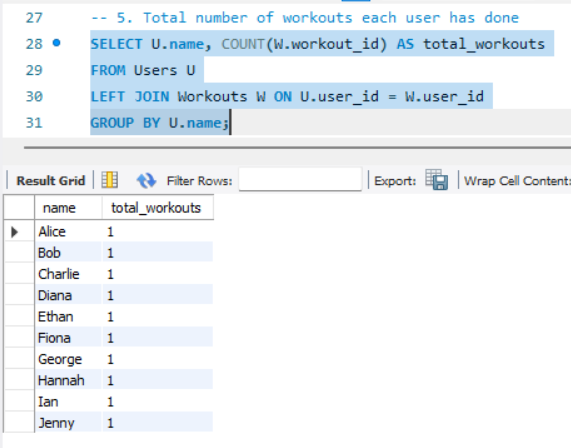 27 -- 5. Total number of workouts each user has done
28 SELECT U.name, COUNT(W.workout_id) AS total_workouts
29 FROM Users U
30 LEFT JOIN Workouts W ON U.user_id = W.user_id
31 GROUP BY U.name;
Result Grid Filter Rows: Export: Wrap Cell Content:
name total_workouts
Alice 1
Bob 1
Charlie 1
Diana 1
Ethan 1
Fiona 1
George 1
Hannah 1
Ian 1
Jenny 1